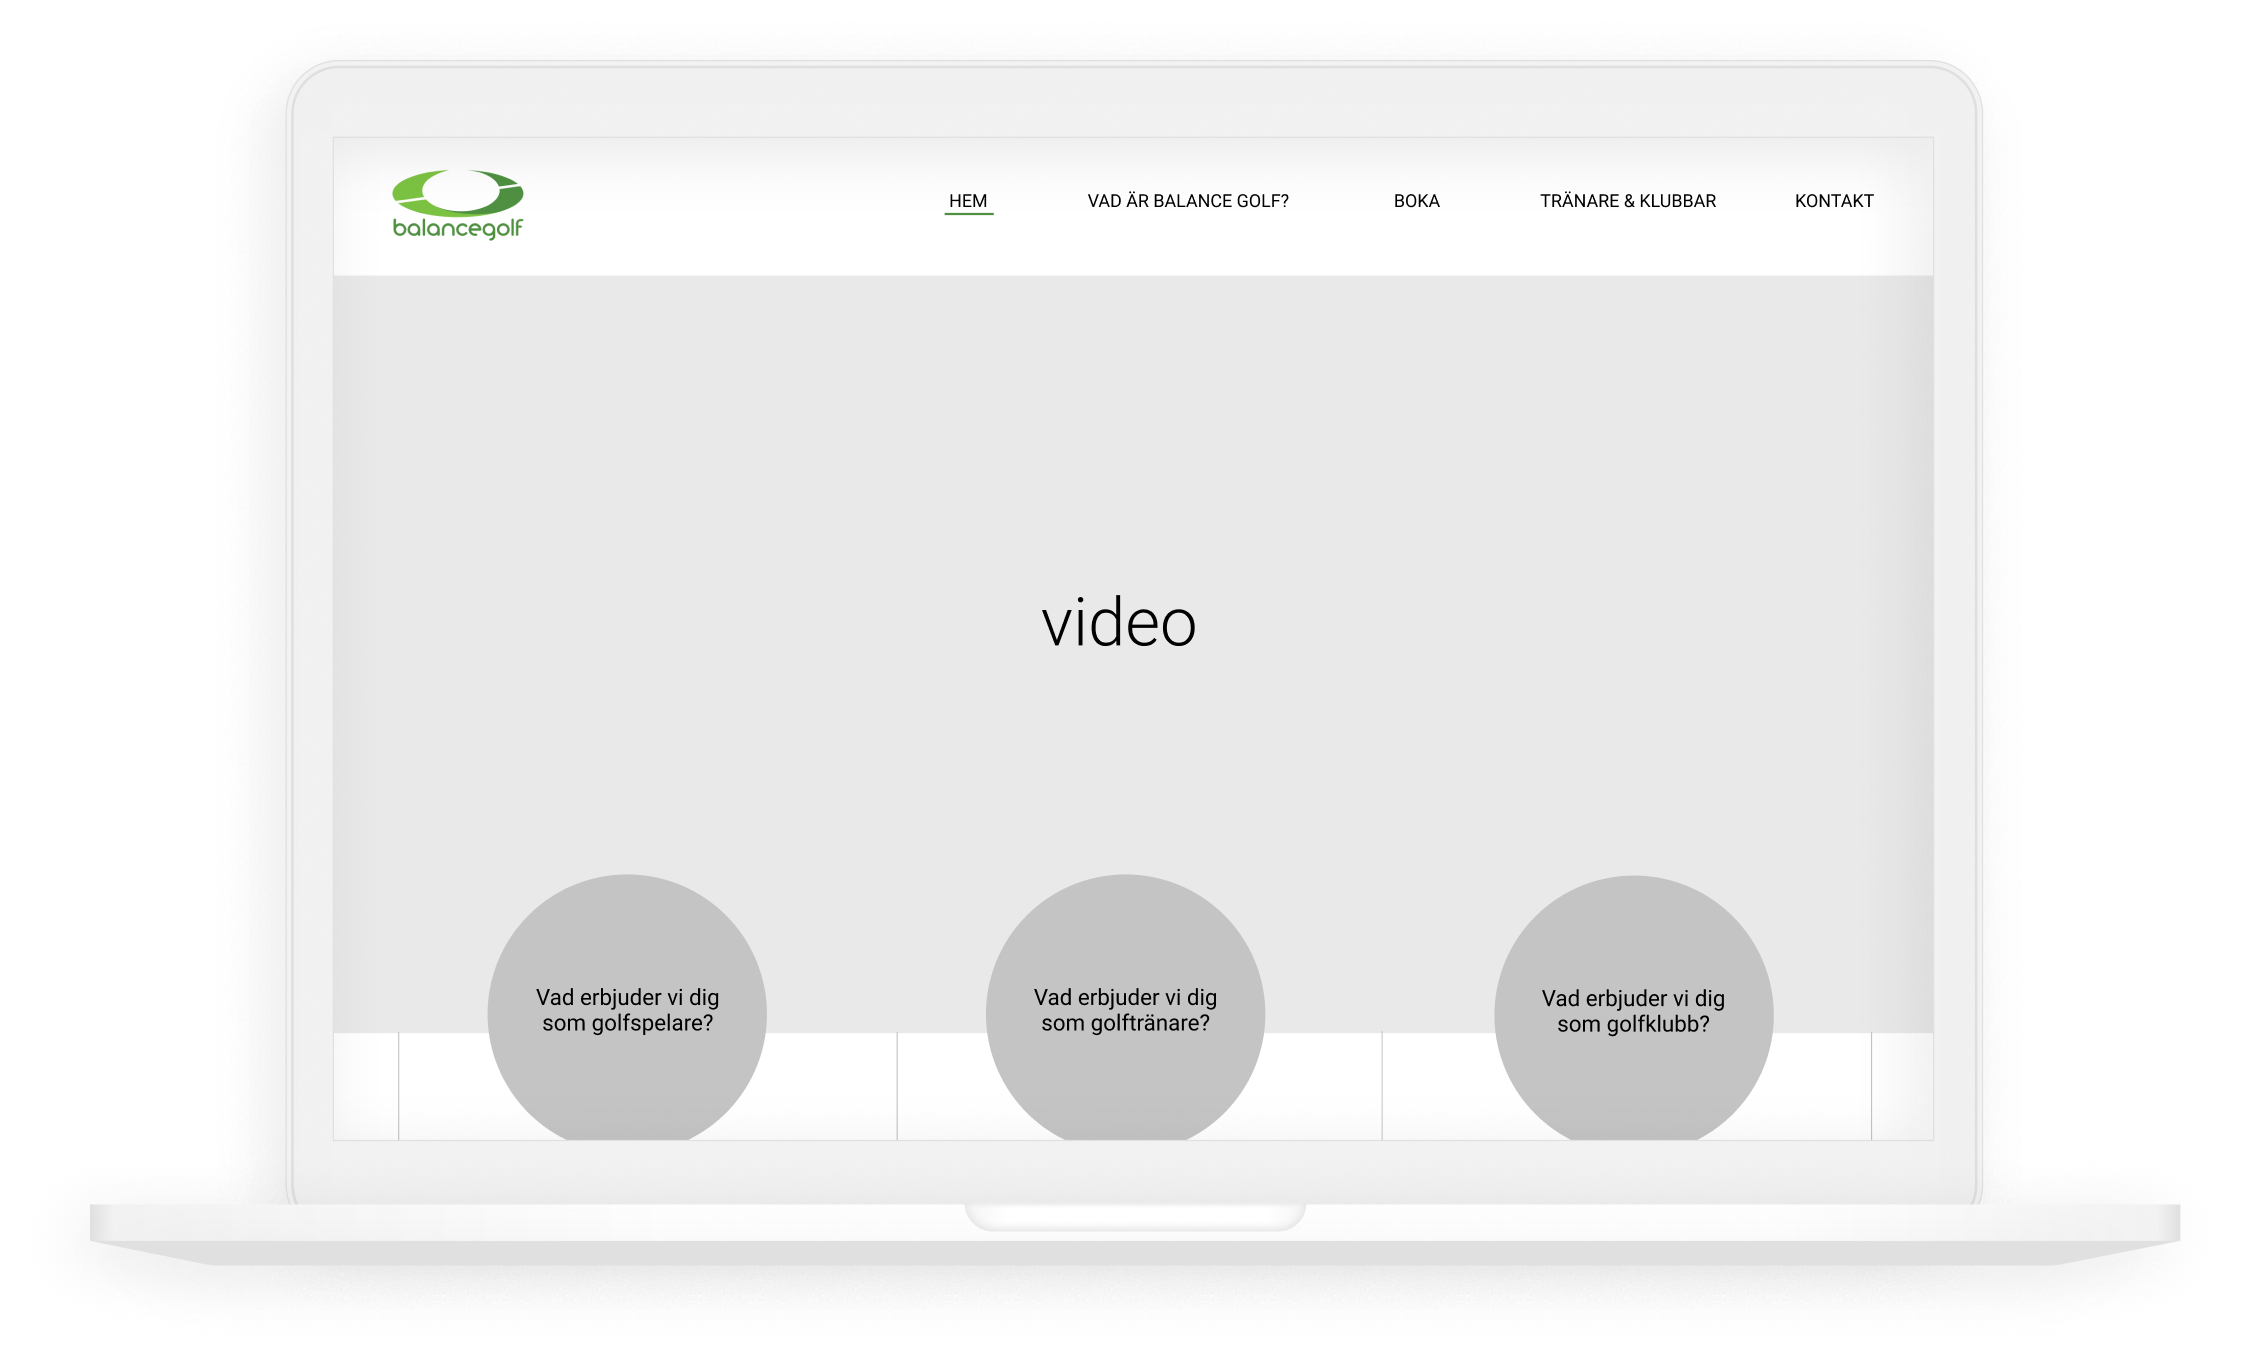 balancegolf
HEM
VAD ÄR BALANCE GOLF?
BOKA
TRÄNARE & KLUBBAR
KONTAKT
video
Vad erbjuder vi dig
som golfspelare?
Vad erbjuder vi dig
som golftränare?
Vad erbjuder vi dig
som golfklubb?